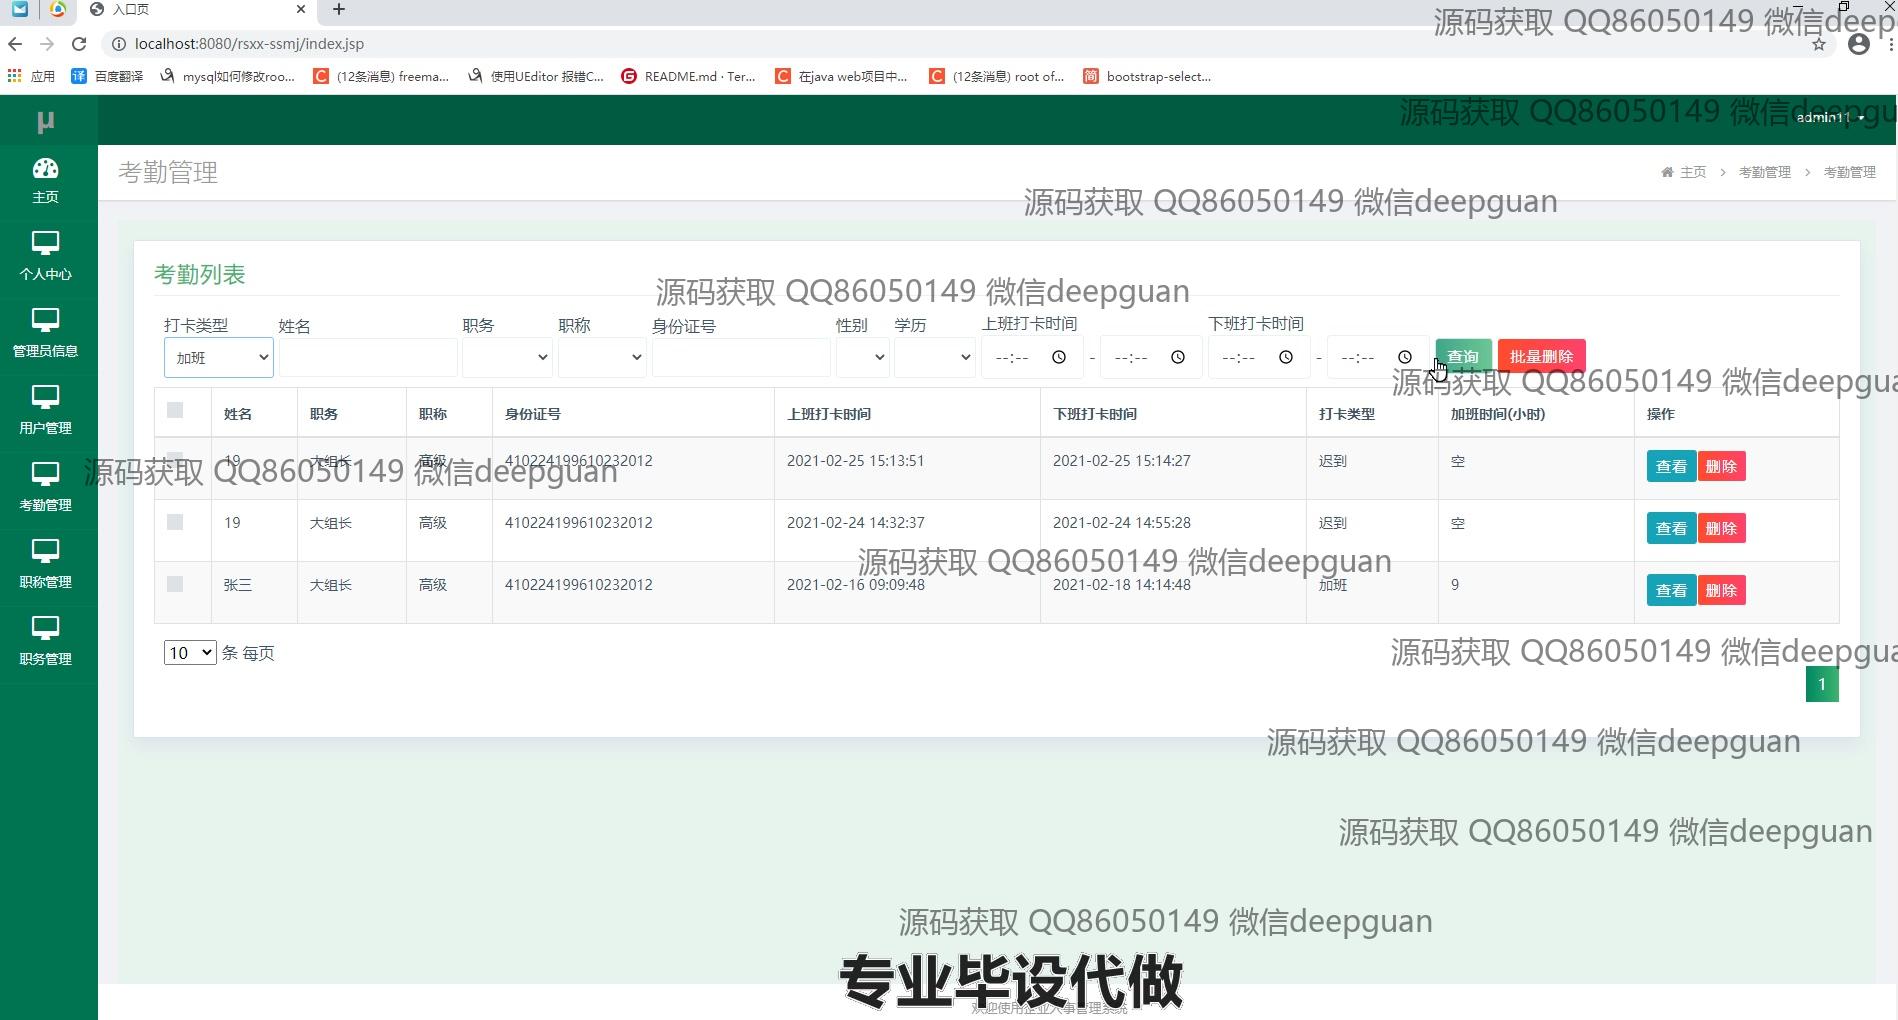 入口页
源码获取 QQ86050149 微信deep
localhost:8080/rsxx-ssmj/index.jsp
应用 百度翻译 mysql如何修改roo... (12条消息) freema... 使用UEditor 报错C... README.md · Ter... 在java web项目中... (12条消息) root of... bootstrap-select...
源码获取 QQ86050149 微信deepgu
μ
admin11
主页
考勤管理
主页 > 考勤管理 > 考勤管理
源码获取 QQ86050149 微信deepguan
个人中心
考勤列表
源码获取 QQ86050149 微信deepguan
打卡类型 姓名 职务 职称 身份证号 性别 学历 上班打卡时间 下班打卡时间
管理员信息
加班 --:-- - --:-- --:-- - --:-- 查询 批量删除
源码获取 QQ86050149 微信deepgua
姓名 职务 职称 身份证号 上班打卡时间 下班打卡时间 打卡类型 加班时间(小时) 操作
用户管理
19 大组长 高级 410224199610232012 2021-02-25 15:13:51 2021-02-25 15:14:27 迟到 空 查看 删除
源码获取 QQ86050149 微信deepguan
考勤管理
19 大组长 高级 410224199610232012 2021-02-24 14:32:37 2021-02-24 14:55:28 迟到 空 查看 删除
源码获取 QQ86050149 微信deepguan
职称管理
张三 大组长 高级 410224199610232012 2021-02-16 09:09:48 2021-02-18 14:14:48 加班 9 查看 删除
职务管理
10 条 每页
源码获取 QQ86050149 微信deepgua
1
源码获取 QQ86050149 微信deepguan
源码获取 QQ86050149 微信deepguan
源码获取 QQ86050149 微信deepguan
专业毕设代做
欢迎使用企业人事管理系统